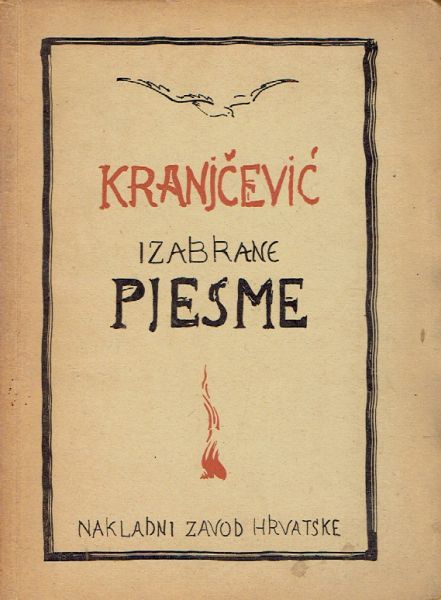 KRANJČEVIĆ
IZABRANE
PJESME
NAKLADNI ZAVOD HRVATSKE